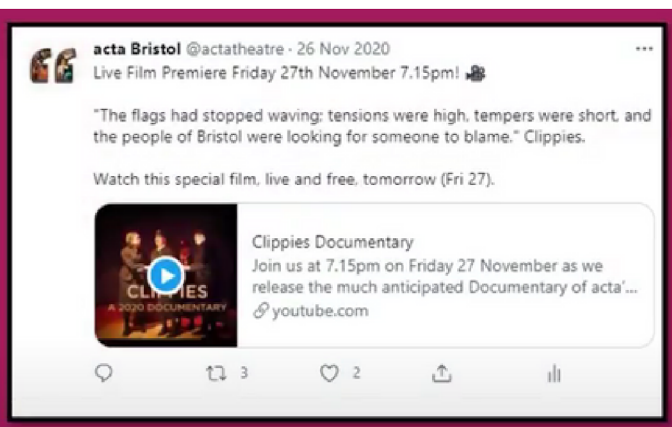 acta Bristol @actatheatre · 26 Nov 2020
Live Film Premiere Friday 27th November 7.15pm! 🎥
"The flags had stopped waving; tensions were high, tempers were short, and
the people of Bristol were looking for someone to blame." Clippies.
Watch this special film, live and free, tomorrow (Fri 27).
CLIPPIES
A 2020 DOCUMENTARY
Clippies Documentary
Join us at 7.15pm on Friday 27 November as we
release the much anticipated Documentary of acta'...
youtube.com
3 2